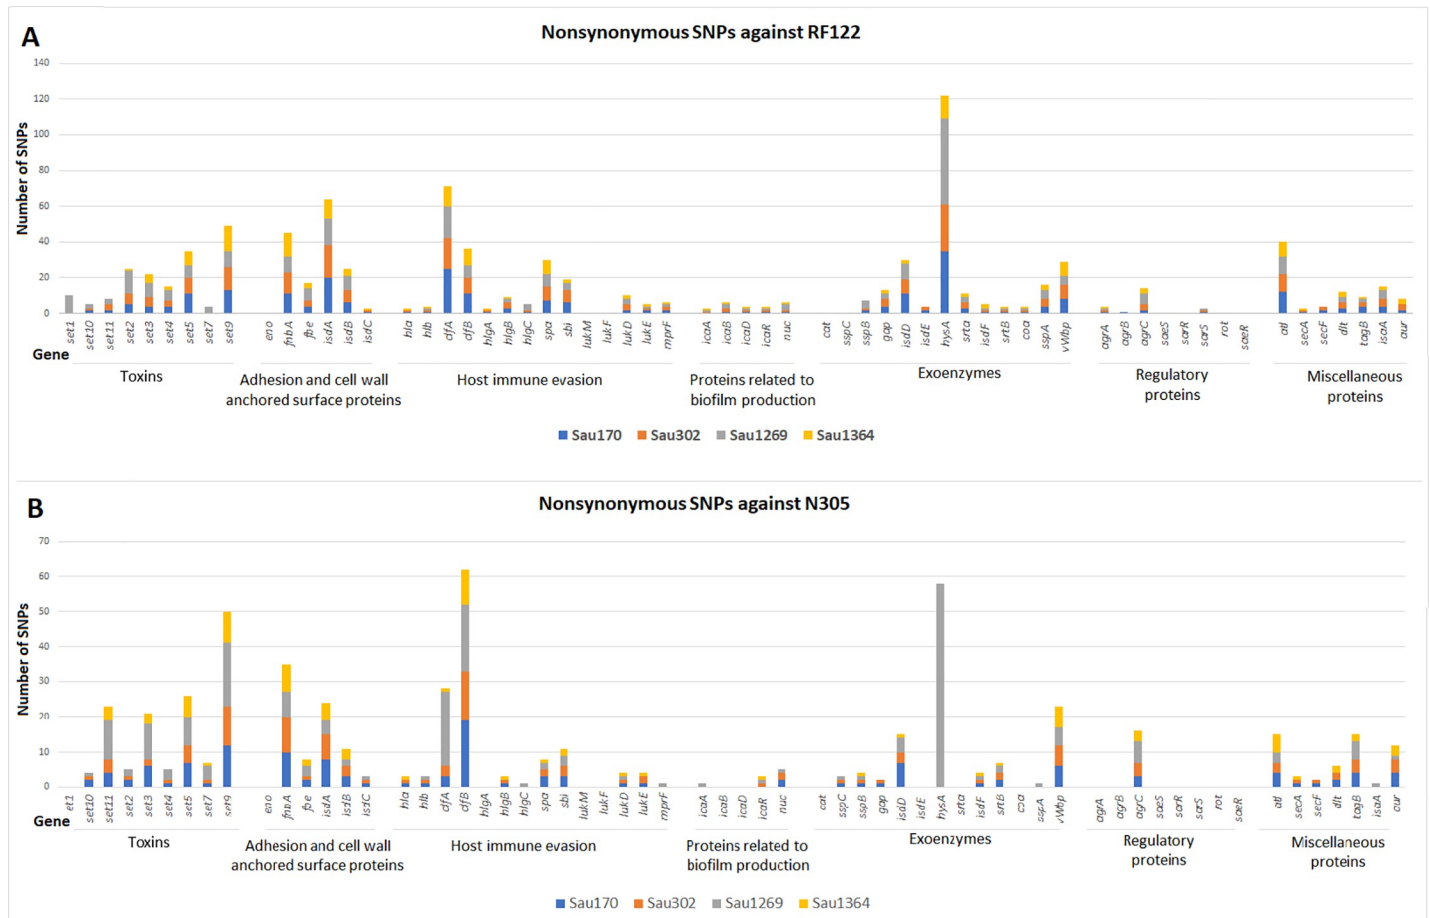 A
Nonsynonymous SNPs against RF122
Number of SNPs
140
120
100
80
60
40
20
0
set1 set10 set11 set2 set3 set4 set5 set7 set9 eno fnbA fbe isdA isdB isdC hla hlb clfA clfB hlgA hlgB hlgC spa sbi lukM lukF lukD lukE mprF icaA icaB icaD icaR nuc cat sspC sspB gap isdD isdE hysA srta isdF srtB coa sspA vWbp agrA agrB agrC saeS sarR sarS rot saeR atl secA secF dlt tagB isaA aur
Gene
Toxins
Adhesion and cell wall
anchored surface proteins
Host immune evasion
Proteins related to
biofilm production
Exoenzymes
Regulatory
proteins
Miscellaneous
proteins
Sau170 Sau302 Sau1269 Sau1364
B
Nonsynonymous SNPs against N305
Number of SNPs
70
60
50
40
30
20
10
0
set1 set10 set11 set2 set3 set4 set5 set7 set9 eno fnbA fbe isdA isdB isdC hla hlb clfA clfB hlgA hlgB hlgC spa sbi lukM lukF lukD lukE mprF icaA icaB icaD icaR nuc cat sspC sspB gap isdD isdE hysA srta isdF srtB coa sspA vWbp agrA agrB agrC saeS sarR sarS rot saeR atl secA secF dlt tagB isaA aur
Gene
Toxins
Adhesion and cell wall
anchored surface proteins
Host immune evasion
Proteins related to
biofilm production
Exoenzymes
Regulatory
proteins
Miscellaneous
proteins
Sau170 Sau302 Sau1269 Sau1364